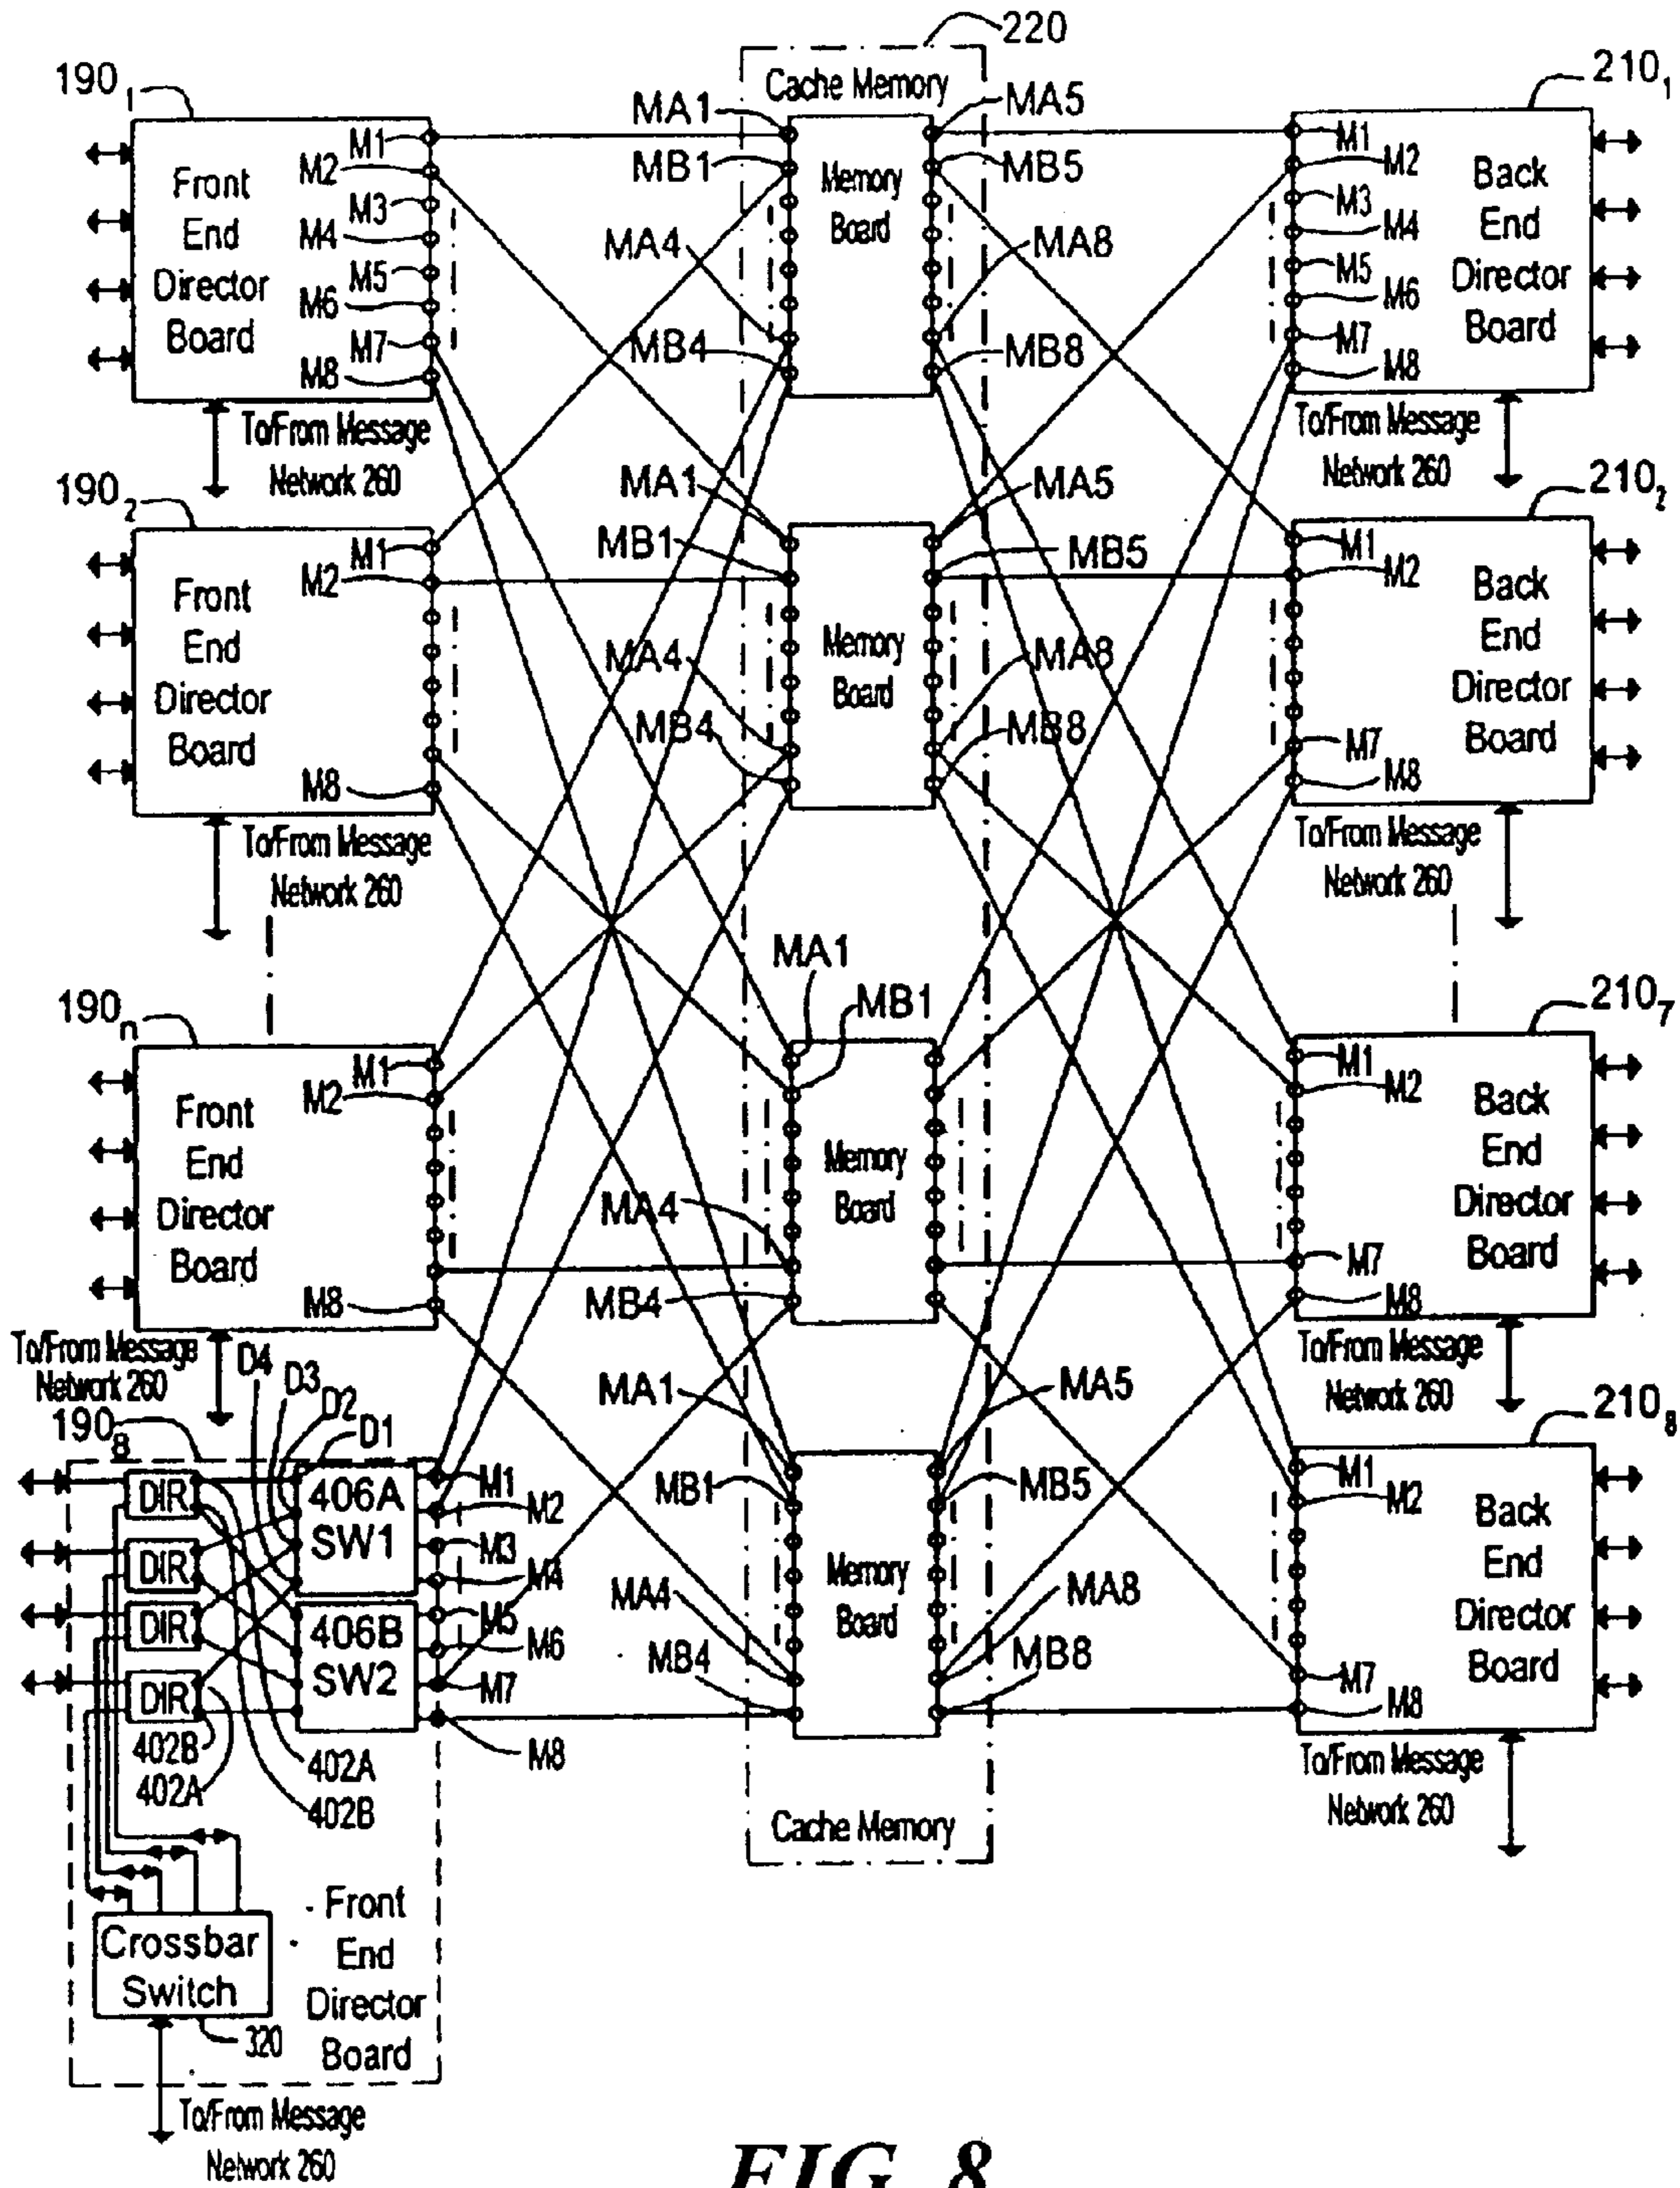 220
190₁
Cache Memory
210₁
MA1
MA5
M1
M2
M3
M4
M5
M6
M7
M8
Front
End
Director
Board
MB1
MB5
Memory
Board
MA4
MA8
MB4
MB8
M1
M2
M3
M4
M5
M6
M7
M8
Back
End
Director
Board
To/From Message
Network 260
To/From Message
Network 260
190₂
MA1
MA5
210₂
M1
M2
M8
Front
End
Director
Board
MB1
MB5
Memory
Board
MA4
MA8
MB4
MB8
M1
M2
M7
M8
Back
End
Director
Board
To/From Message
Network 260
To/From Message
Network 260
190ₙ
MA1
MB1
210₇
M1
M2
M8
Front
End
Director
Board
Memory
Board
MA4
MB4
M1
M2
M7
M8
Back
End
Director
Board
To/From Message
Network 260
To/From Message
Network 260
D4
D3
D2
D1
190₈
MA1
MA5
210₈
DIR
DIR
DIR
DIR
406A
SW1
406B
SW2
M1
M2
M3
M4
M5
M6
M7
M8
MB1
MB5
Memory
Board
MA4
MA8
MB4
MB8
M1
M2
M7
M8
Back
End
Director
Board
402B
402A
402A
402B
To/From Message
Network 260
Cache Memory
Crossbar
Switch
320
Front
End
Director
Board
To/From Message
Network 260
FIG. 8